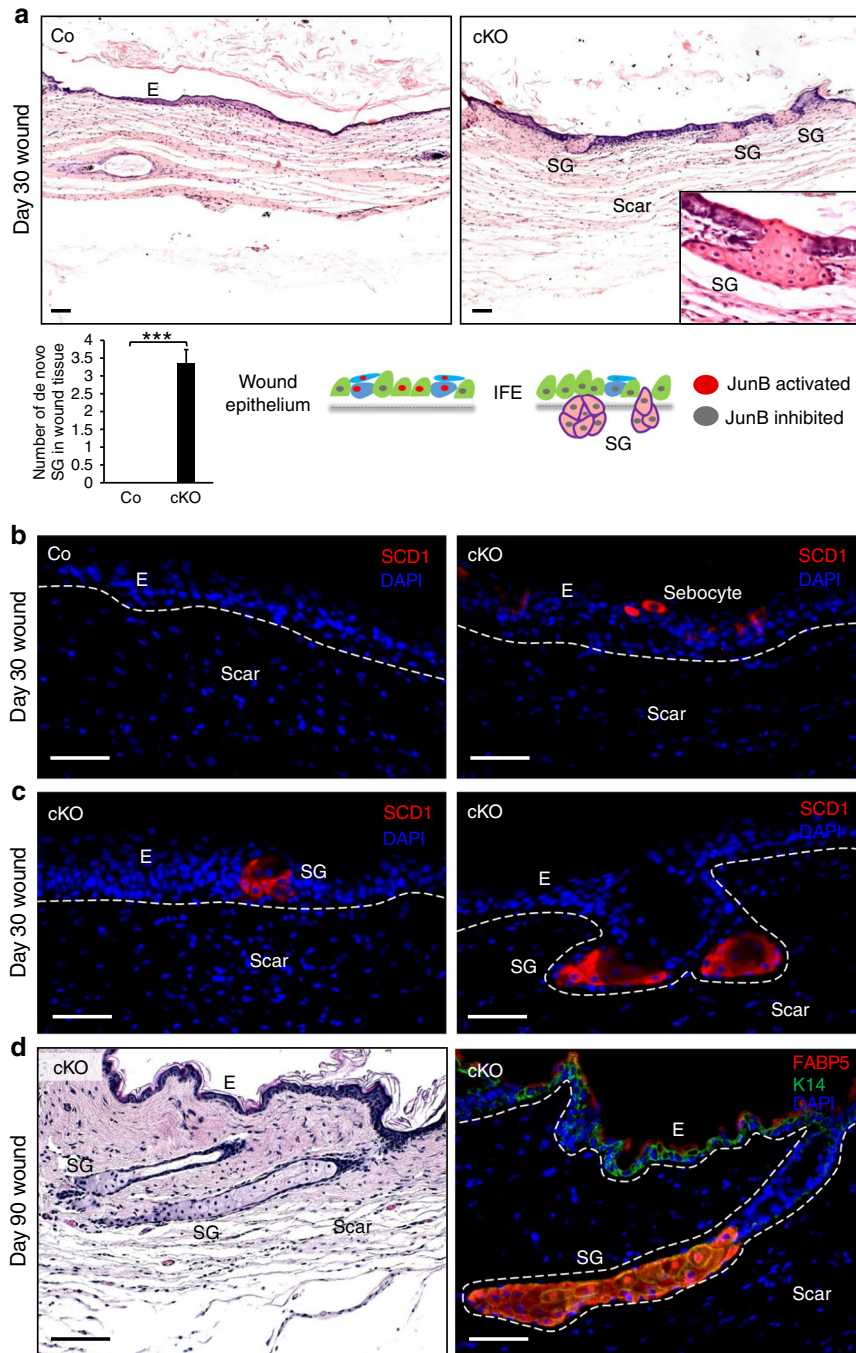 a
Day 30 wound
Co
E
cKO
SG
SG
SG
Scar
SG
Number of de novo
SG in wound tissue
4
3.5
3
2.5
2
1.5
1
0.5
0
***
Co
cKO
Wound
epithelium
IFE
SG
JunB activated
JunB inhibited
b
Day 30 wound
Co
SCD1
DAPI
E
Scar
cKO
SCD1
DAPI
E
Sebocyte
Scar
c
Day 30 wound
cKO
SCD1
DAPI
E
SG
Scar
cKO
SCD1
DAPI
E
SG
Scar
d
Day 90 wound
cKO
E
SG
SG
Scar
cKO
FABP5
K14
DAPI
E
SG
Scar